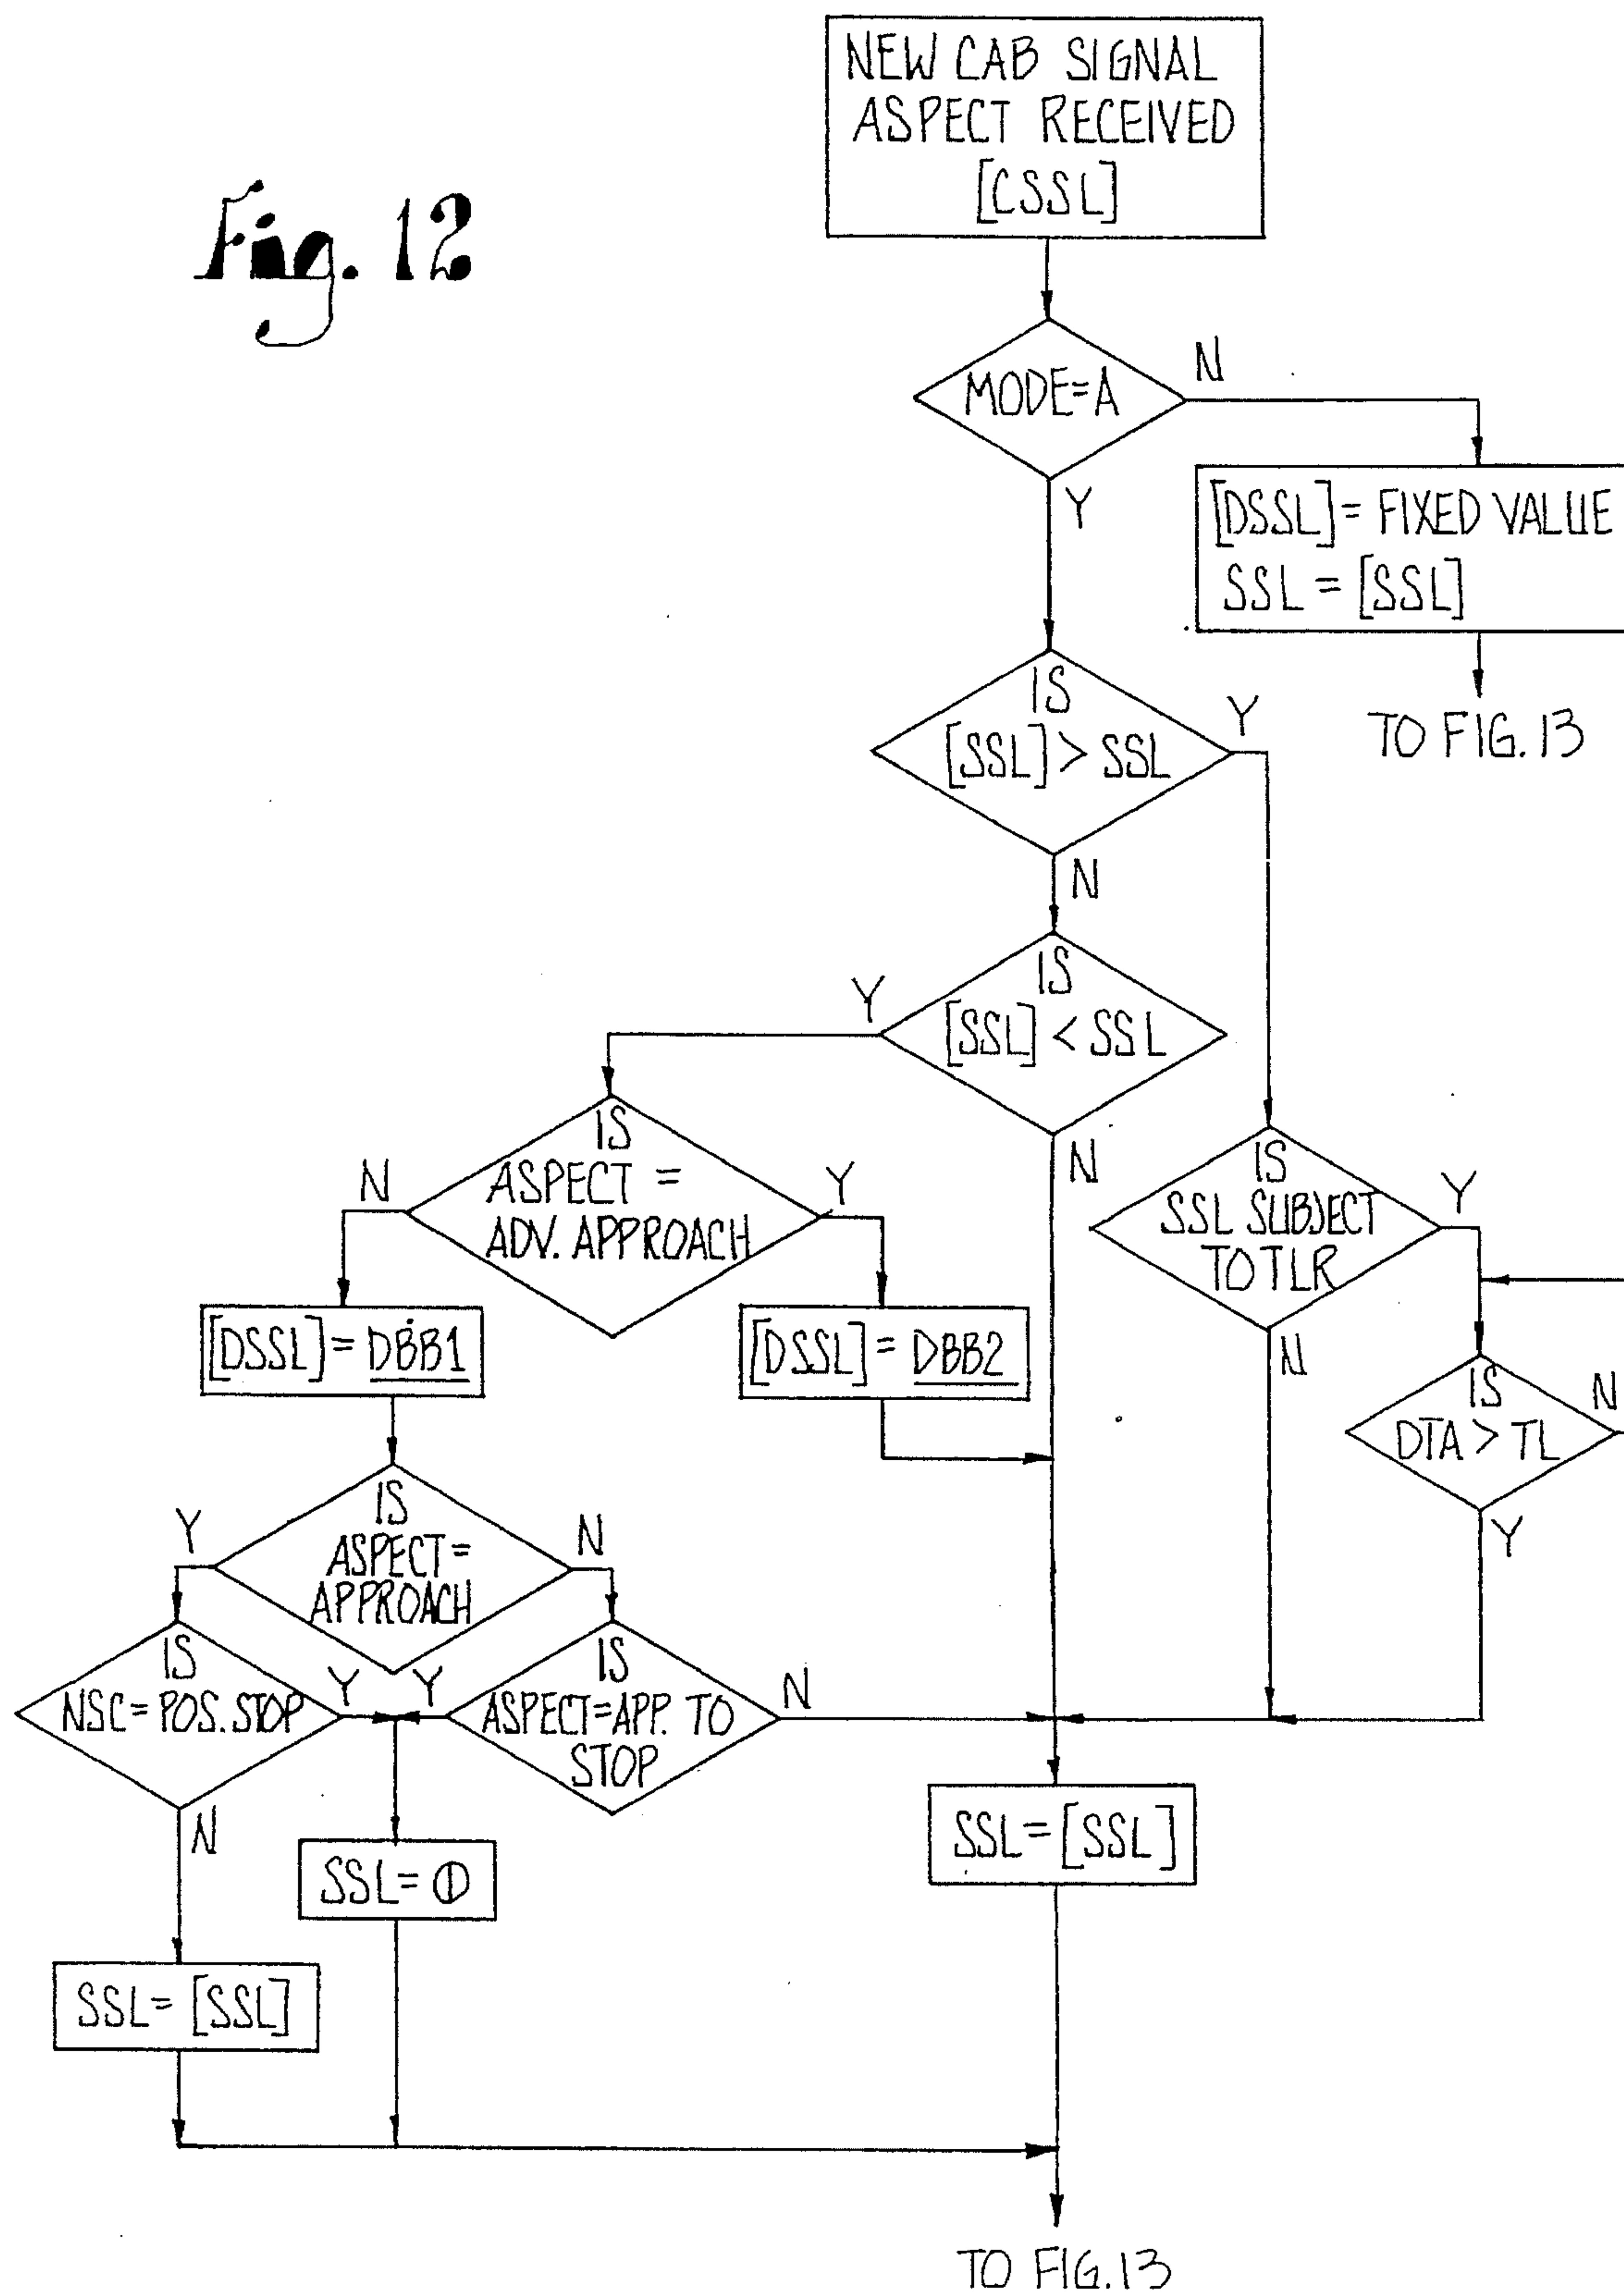 Fig. 12
NEW CAB SIGNAL
ASPECT RECEIVED
[CSSL]
MODE=A
N
Y
[DSSL]= FIXED VALUE
SSL = [SSL]
TO FIG. 13
IS
[SSL] > SSL
Y
N
IS
[SSL] < SSL
Y
N
IS
ASPECT =
ADV. APPROACH
N
Y
IS
SSL SUBJECT
TO TLR
Y
N
[DSSL]= DBB1
[DSSL]= DBB2
IS
DTA > TL
N
Y
IS
ASPECT=
APPROACH
Y
N
IS
NSC= POS. STOP
Y
N
IS
ASPECT=APP. TO
STOP
Y
N
SSL= 0
SSL= [SSL]
SSL= [SSL]
TO FIG. 13